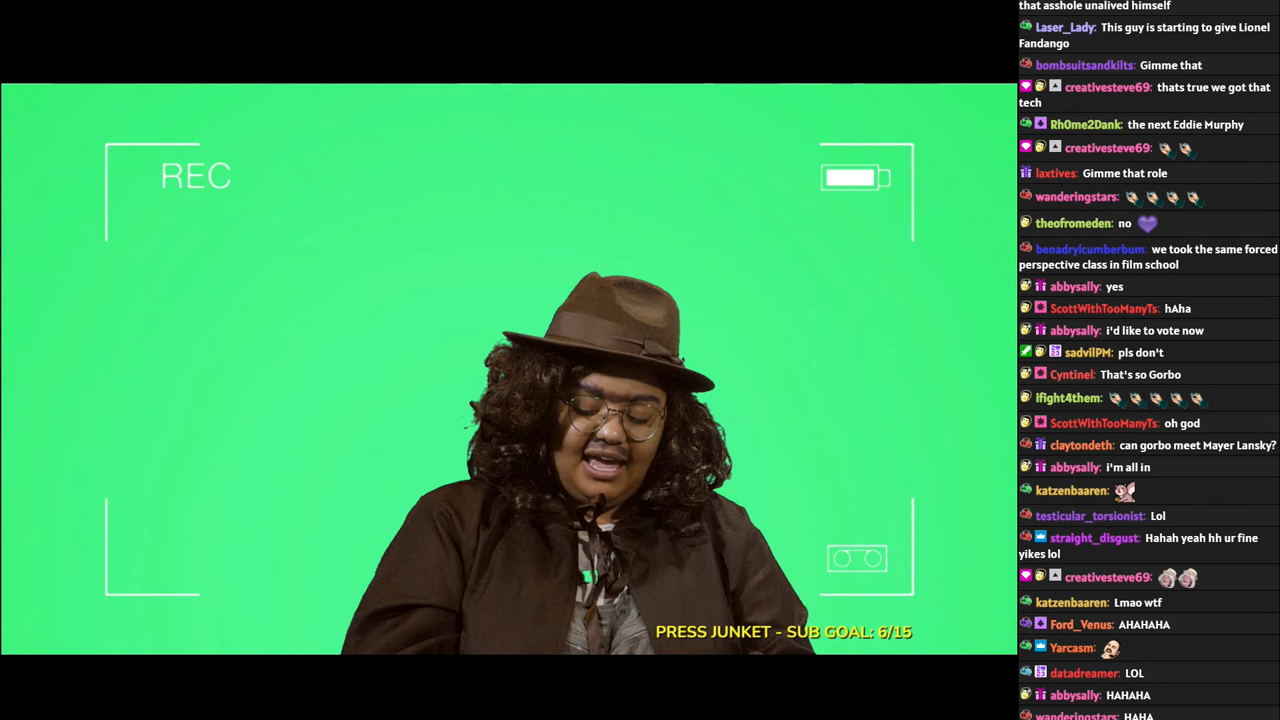 REC
PRESS JUNKET - SUB GOAL: 6/15
that asshole unalived himself
Laser_Lady: This guy is starting to give Lionel
Fandango
bombsuitsandkilts: Gimme that
creativesteve69: thats true we got that
tech
Rh0me2Dank: the next Eddie Murphy
creativesteve69:
laxtives: Gimme that role
wanderingstars:
theofromeden: no
benadrylcumberbum: we took the same forced
perspective class in film school
abbysally: yes
ScottWithTooManyTs: hAha
abbysally: i'd like to vote now
sadvilPM: pls don't
Cyntinel: That's so Gorbo
ifight4them:
ScottWithTooManyTs: oh god
claytondeth: can gorbo meet Mayer Lansky?
abbysally: i'm all in
katzenbaaren:
testicular_torsionist: Lol
straight_disgust: Hahah yeah hh ur fine
yikes lol
creativesteve69:
katzenbaaren: Lmao wtf
Ford_Venus: AHAHAHA
Yarcasm:
datadreamer: LOL
abbysally: HAHAHA
wanderingstars: HAHA